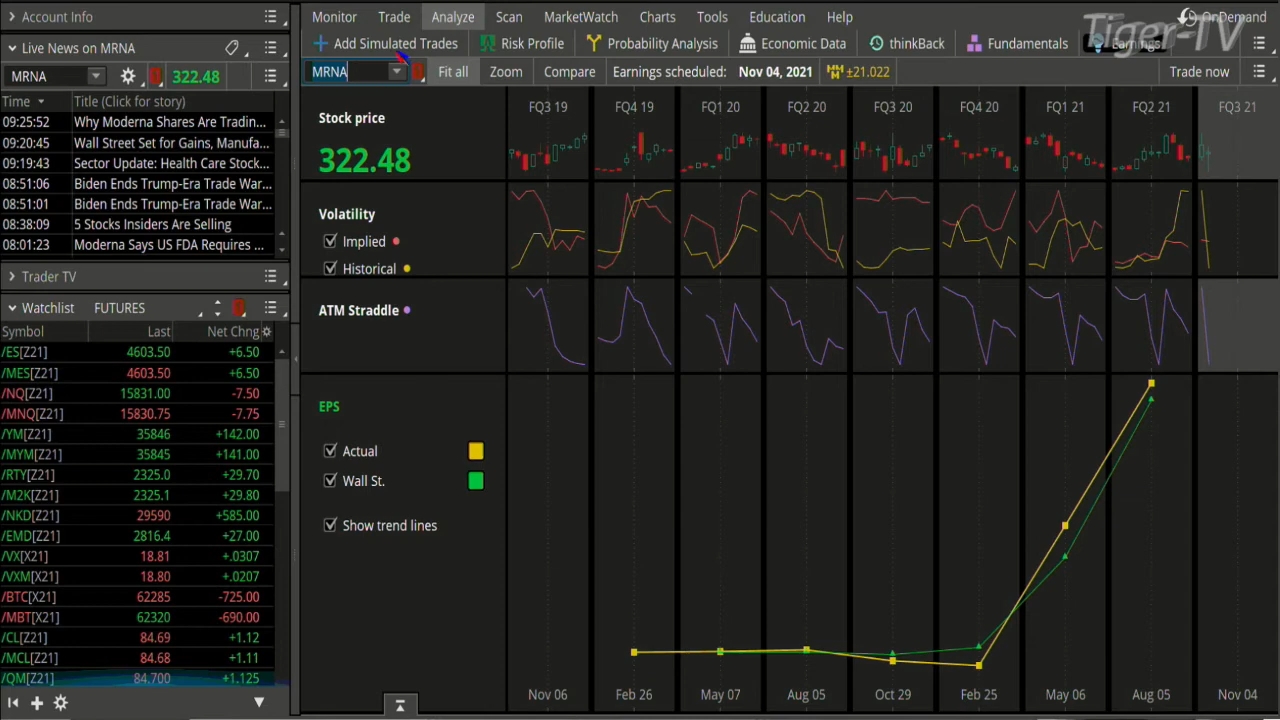 Account Info
Monitor Trade Analyze Scan MarketWatch Charts Tools Education Help
OnDemand
Tiger-TV
Live News on MRNA
Add Simulated Trades Risk Profile Probability Analysis Economic Data thinkBack Fundamentals Earnings
MRNA 322.48
MRNA Fit all Zoom Compare Earnings scheduled: Nov 04, 2021 ±21.022 Trade now
Time Title (Click for story)
09:25:52 Why Moderna Shares Are Tradin...
09:20:45 Wall Street Set for Gains, Manufa...
09:19:43 Sector Update: Health Care Stock...
08:51:06 Biden Ends Trump-Era Trade War...
08:51:01 Biden Ends Trump-Era Trade War...
08:38:09 5 Stocks Insiders Are Selling
08:01:23 Moderna Says US FDA Requires ...
Trader TV
Watchlist FUTURES
Symbol Last Net Chng
/ES[Z21] 4603.50 +6.50
/MES[Z21] 4603.50 +6.50
/NQ[Z21] 15831.00 -7.50
/MNQ[Z21] 15830.75 -7.75
/YM[Z21] 35846 +142.00
/MYM[Z21] 35845 +141.00
/RTY[Z21] 2325.0 +29.70
/M2K[Z21] 2325.1 +29.80
/NKD[Z21] 29590 +585.00
/EMD[Z21] 2816.4 +27.00
/VX[X21] 18.81 +.0307
/VXM[X21] 18.80 +.0207
/BTC[X21] 62285 -725.00
/MBT[X21] 62320 -690.00
/CL[Z21] 84.69 +1.12
/MCL[Z21] 84.68 +1.11
/QM[Z21] 84.700 +1.125
FQ3 19 FQ4 19 FQ1 20 FQ2 20 FQ3 20 FQ4 20 FQ1 21 FQ2 21 FQ3 21
Stock price
322.48
Volatility
Implied
Historical
ATM Straddle
EPS
Actual
Wall St.
Show trend lines
Nov 06 Feb 26 May 07 Aug 05 Oct 29 Feb 25 May 06 Aug 05 Nov 04